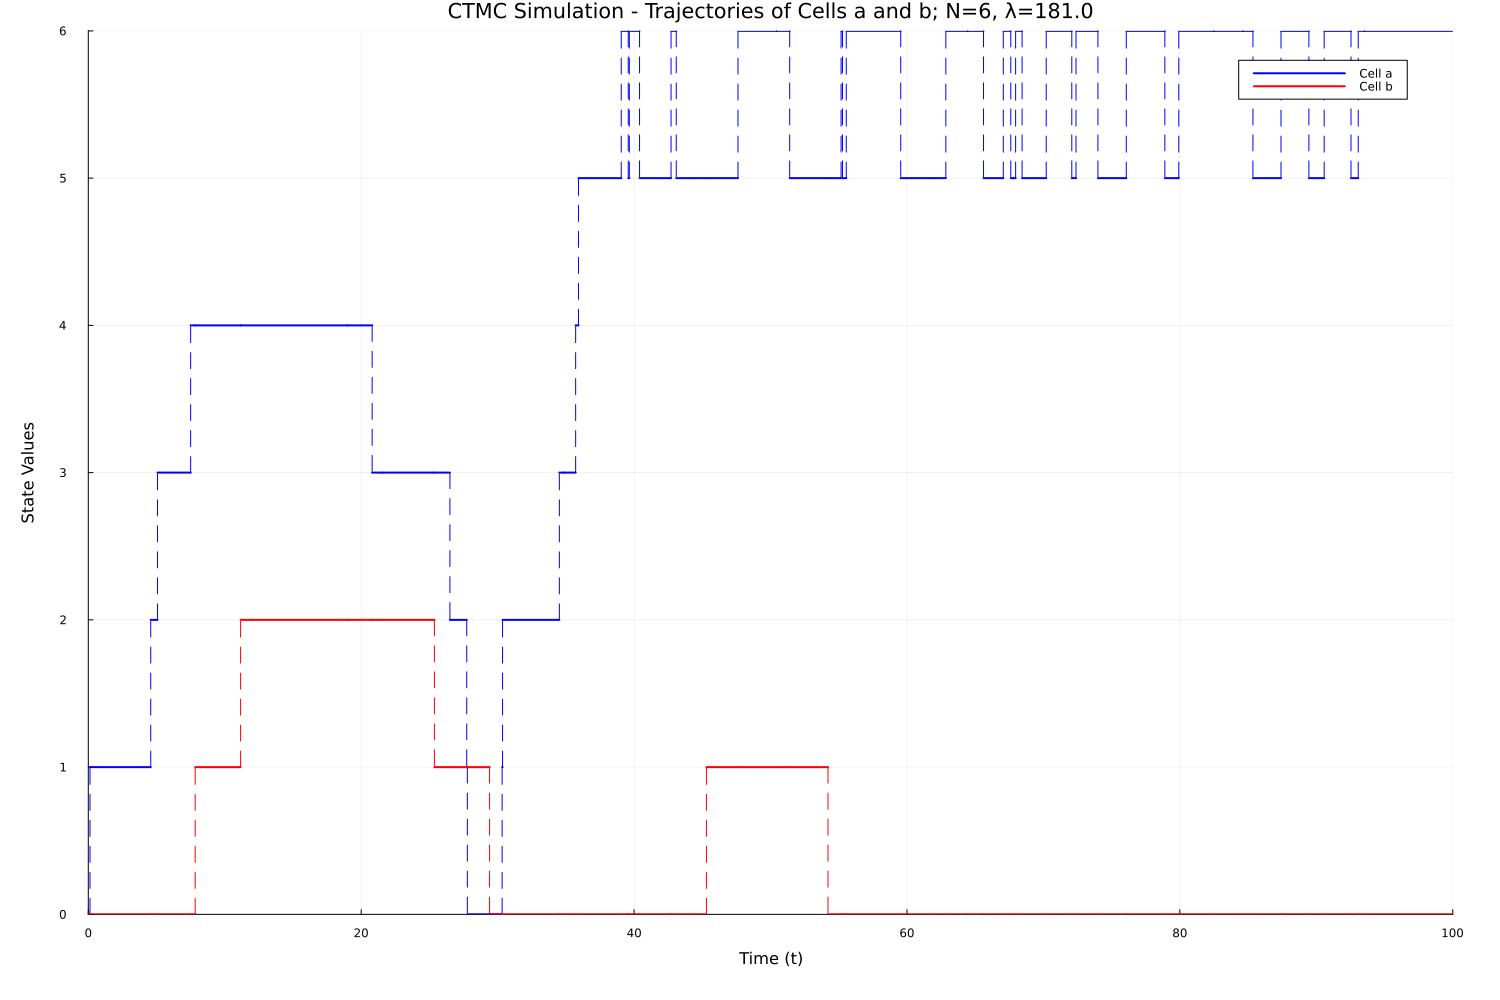 CTMC Simulation - Trajectories of Cells a and b; N=6, λ=181.0
6
5
4
3
2
1
0
State Values
Cell a
Cell b
0 20 40 60 80 100
Time (t)